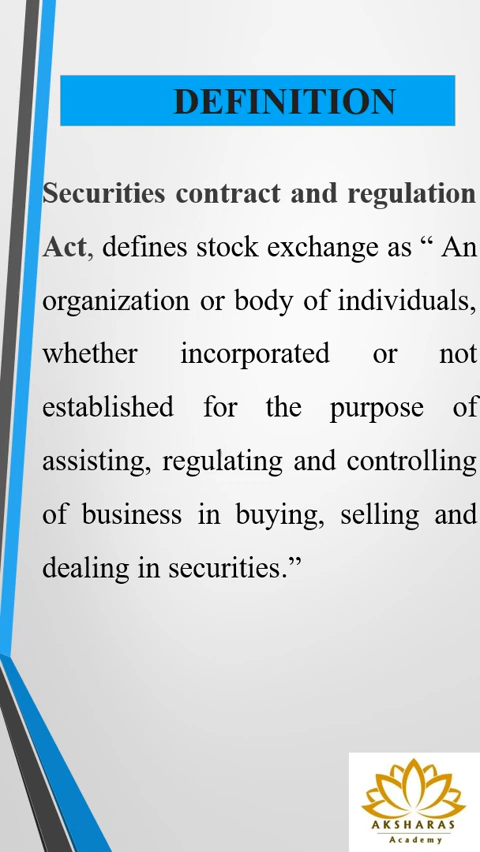 DEFINITION
Securities contract and regulation
Act, defines stock exchange as “ An
organization or body of individuals,
whether incorporated or not
established for the purpose of
assisting, regulating and controlling
of business in buying, selling and
dealing in securities.”
AKSHARAS
Academy